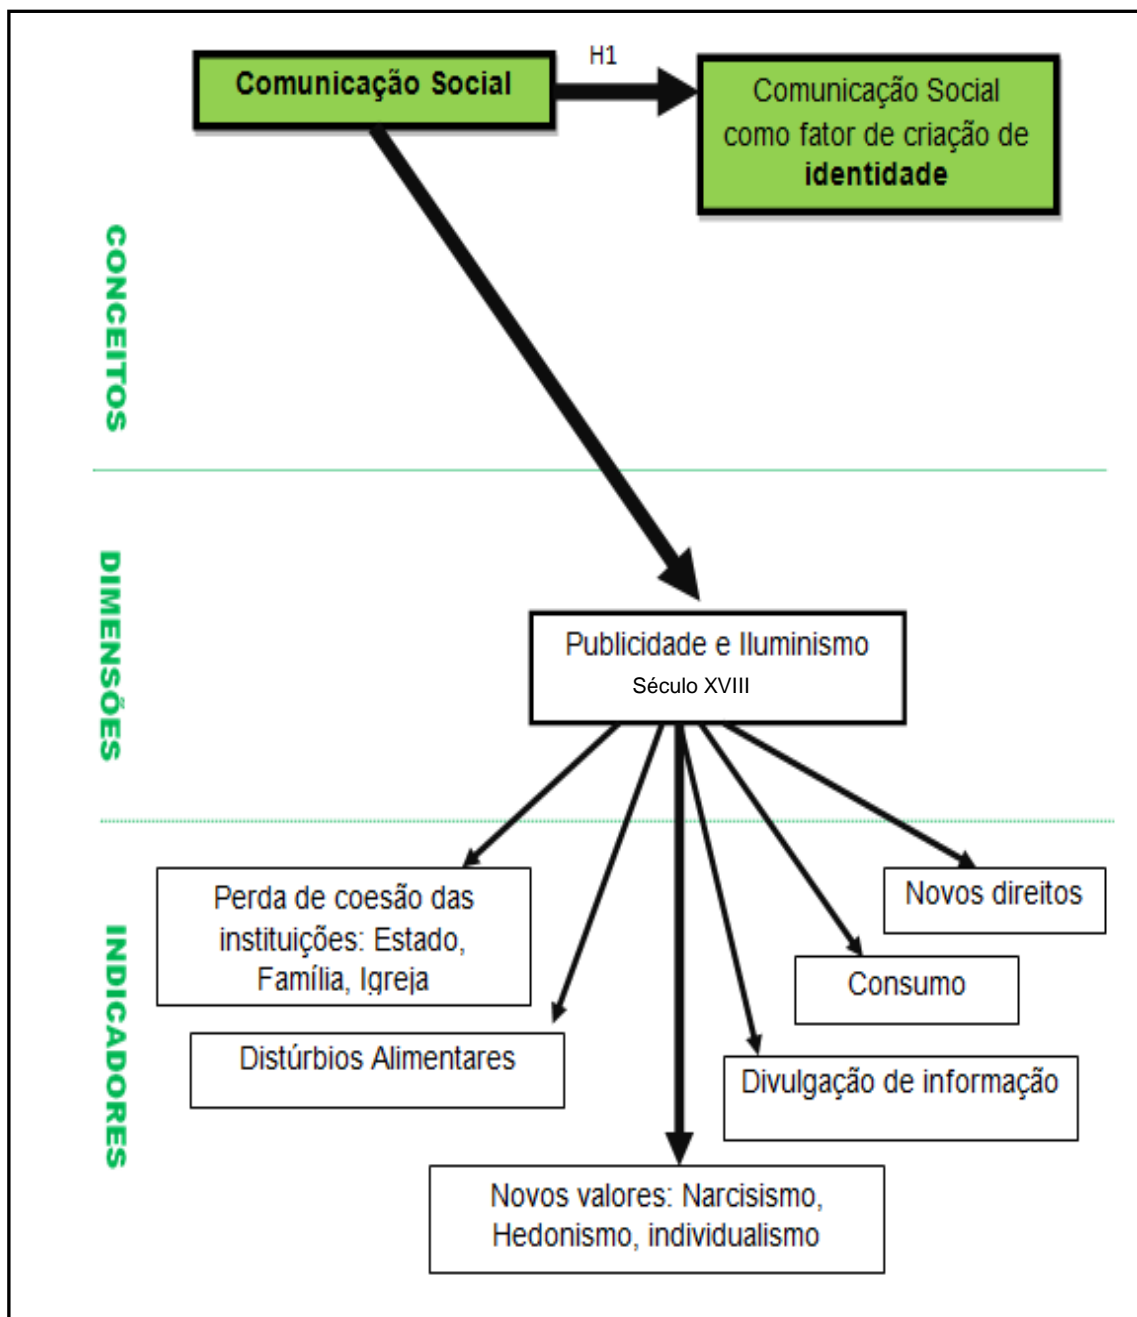 Comunicação Social
H1
Comunicação Social
como fator de criação de
identidade
CONCEITOS
DIMENSÕES
Publicidade e Iluminismo
Século XVIII
INDICADORES
Perda de coesão das
instituições: Estado,
Família, Igreja
Novos direitos
Consumo
Distúrbios Alimentares
Divulgação de informação
Novos valores: Narcisismo,
Hedonismo, individualismo